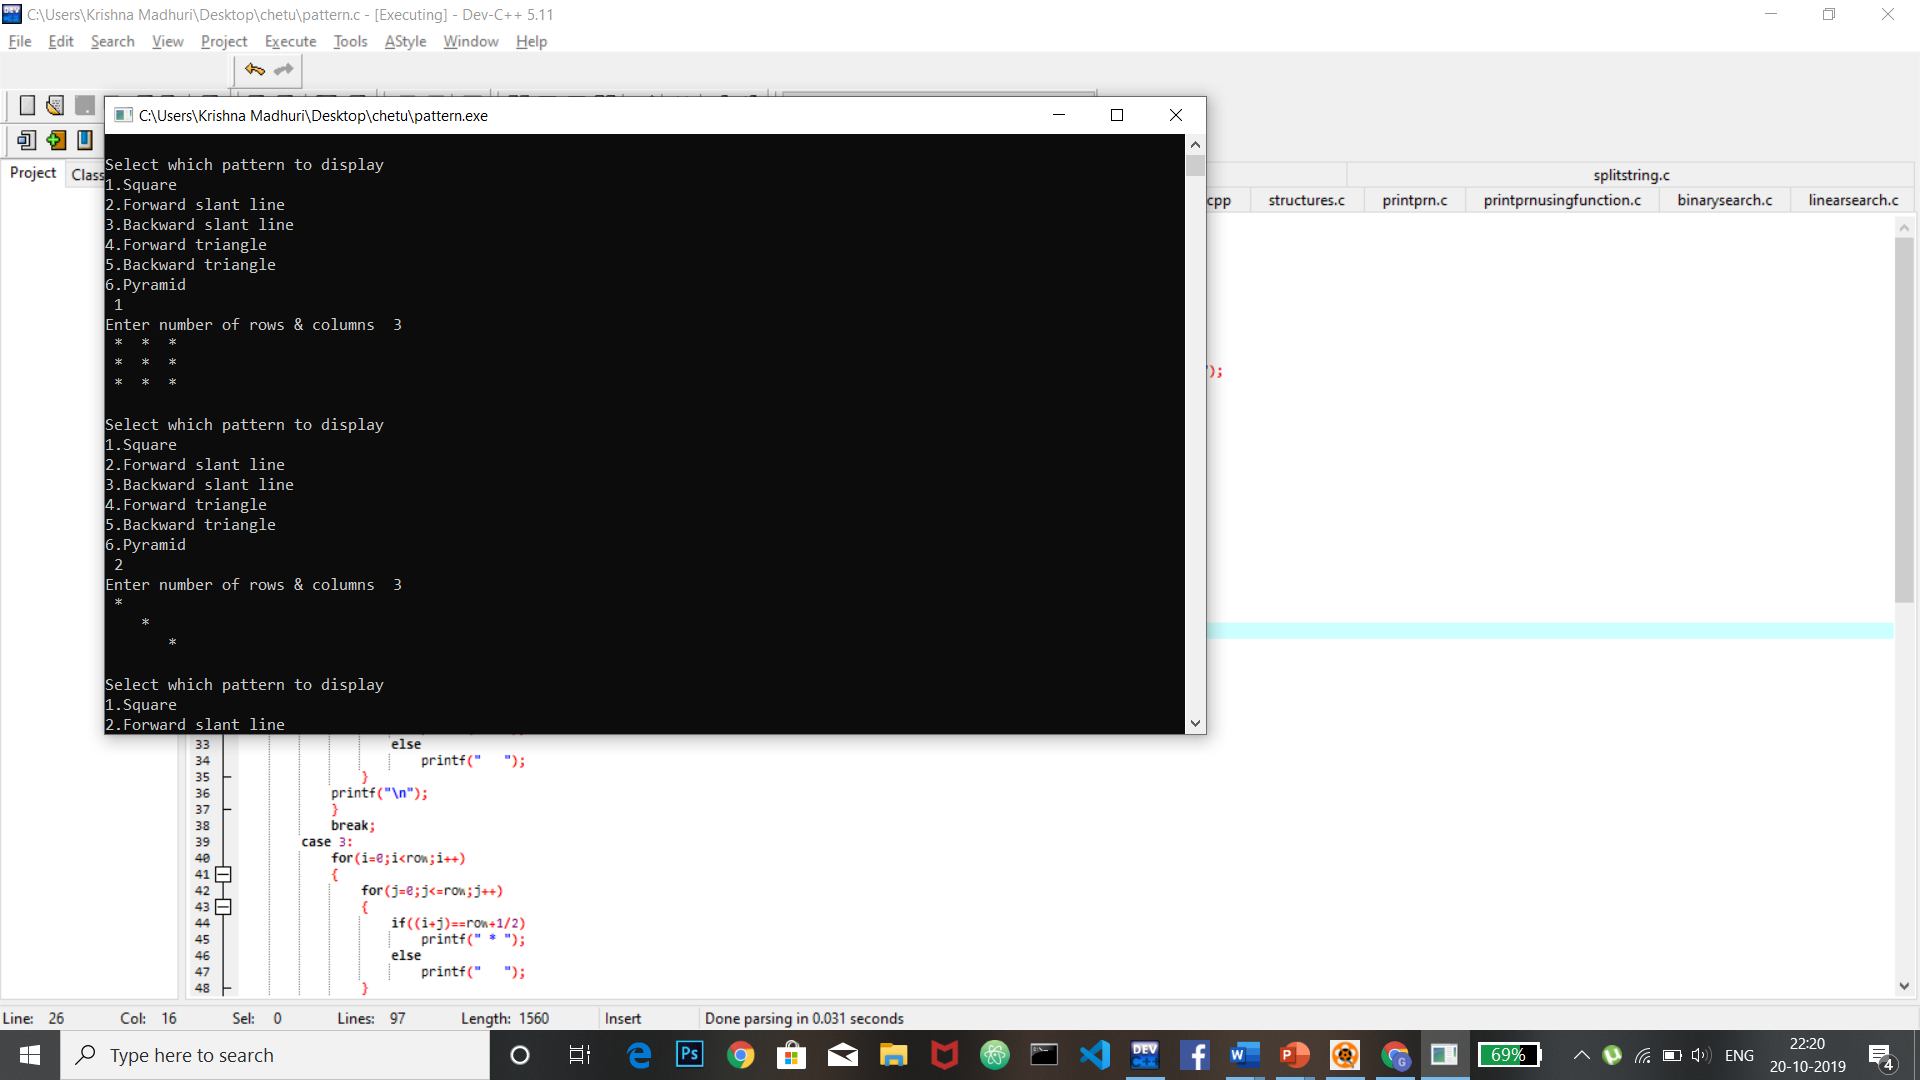 C:\Users\Krishna Madhuri\Desktop\chetu\pattern.c - [Executing] - Dev-C++ 5.11
File Edit Search View Project Execute Tools AStyle Window Help
C:\Users\Krishna Madhuri\Desktop\chetu\pattern.exe
Project Class
splitstring.c
cpp structures.c printprn.c printprnusingfunction.c binarysearch.c linearsearch.c
Select which pattern to display
1.Square
2.Forward slant line
3.Backward slant line
4.Forward triangle
5.Backward triangle
6.Pyramid
1
Enter number of rows & columns  3
*  *  *
*  *  *
*  *  *
");
Select which pattern to display
1.Square
2.Forward slant line
3.Backward slant line
4.Forward triangle
5.Backward triangle
6.Pyramid
2
Enter number of rows & columns  3
*
*
*
Select which pattern to display
1.Square
2.Forward slant line
33 else
34 printf("   ");
35 }
36 printf("\n");
37 }
38 break;
39 case 3:
40 for(i=0;i<row;i++)
41 {
42 for(j=0;j<=row;j++)
43 {
44 if((i+j)==row+1/2)
45 printf(" * ");
46 else
47 printf("   ");
48 }
Line: 26 Col: 16 Sel: 0 Lines: 97 Length: 1560 Insert Done parsing in 0.031 seconds
Type here to search
Ps
DEV
69%
ENG
22:20
20-10-2019
4